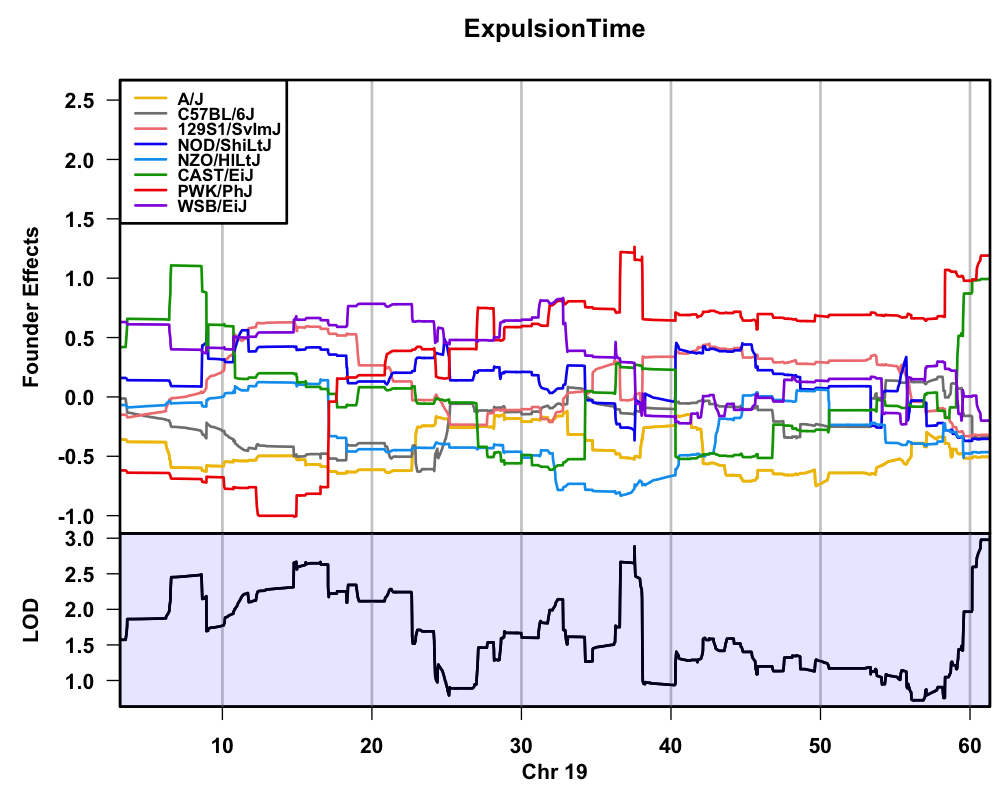 ExpulsionTime
Founder Effects
2.5
2.0
1.5
1.0
0.5
0.0
-0.5
-1.0
A/J
C57BL/6J
129S1/SvImJ
NOD/ShiLtJ
NZO/HILtJ
CAST/EiJ
PWK/PhJ
WSB/EiJ
LOD
3.0
2.5
2.0
1.5
1.0
10 20 30 40 50 60
Chr 19